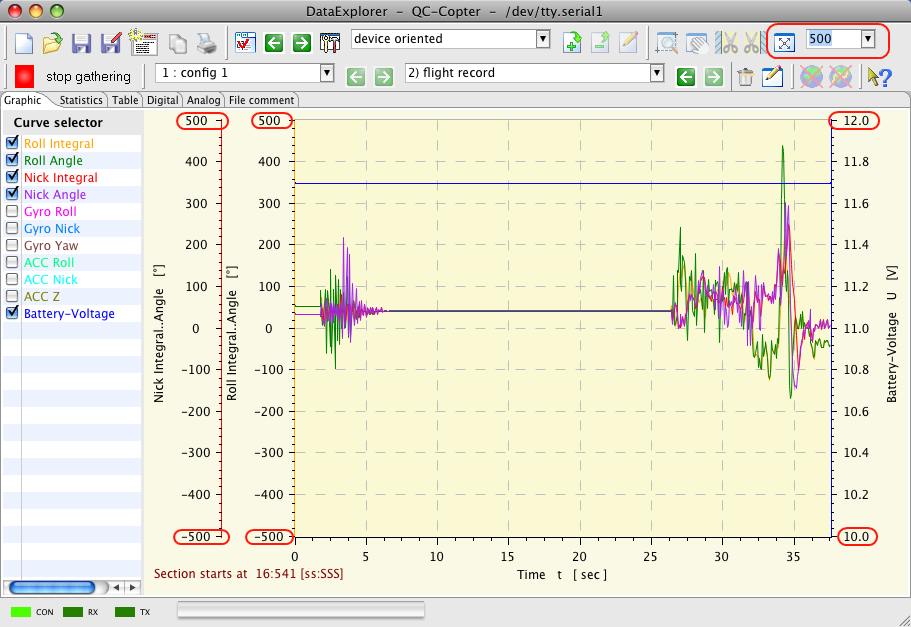 DataExplorer – QC-Copter – /dev/tty.serial1
device oriented
500
stop gathering
1 : config 1
2) flight record
Graphic
Statistics
Table
Digital
Analog
File comment
Curve selector
Roll Integral
Roll Angle
Nick Integral
Nick Angle
Gyro Roll
Gyro Nick
Gyro Yaw
ACC Roll
ACC Nick
ACC Z
Battery-Voltage
Nick Integral..Angle [°]
500
400
300
200
100
0
-100
-200
-300
-400
-500
Roll Integral..Angle [°]
500
400
300
200
100
0
-100
-200
-300
-400
-500
12.0
11.8
11.6
11.4
11.2
11.0
10.8
10.6
10.4
10.2
10.0
Battery-Voltage U [V]
0
5
10
15
20
25
30
35
Section starts at 16:541 [ss:SSS]
Time t [ sec ]
CON
RX
TX